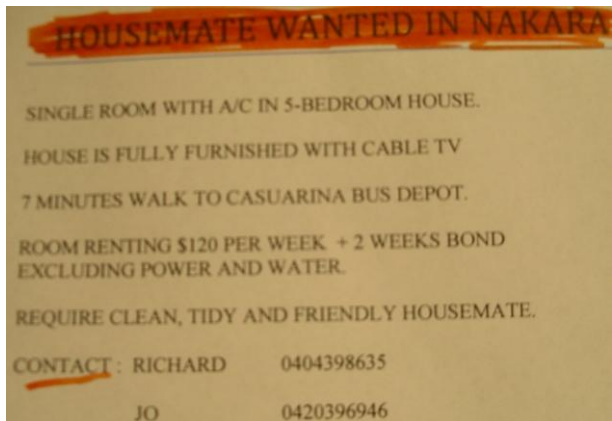 HOUSEMATE WANTED IN NAKARA
SINGLE ROOM WITH A/C IN 5-BEDROOM HOUSE.
HOUSE IS FULLY FURNISHED WITH CABLE TV
7 MINUTES WALK TO CASUARINA BUS DEPOT.
ROOM RENTING $120 PER WEEK + 2 WEEKS BOND
EXCLUDING POWER AND WATER.
REQUIRE CLEAN, TIDY AND FRIENDLY HOUSEMATE.
CONTACT : RICHARD 0404398635
JO 0420396946